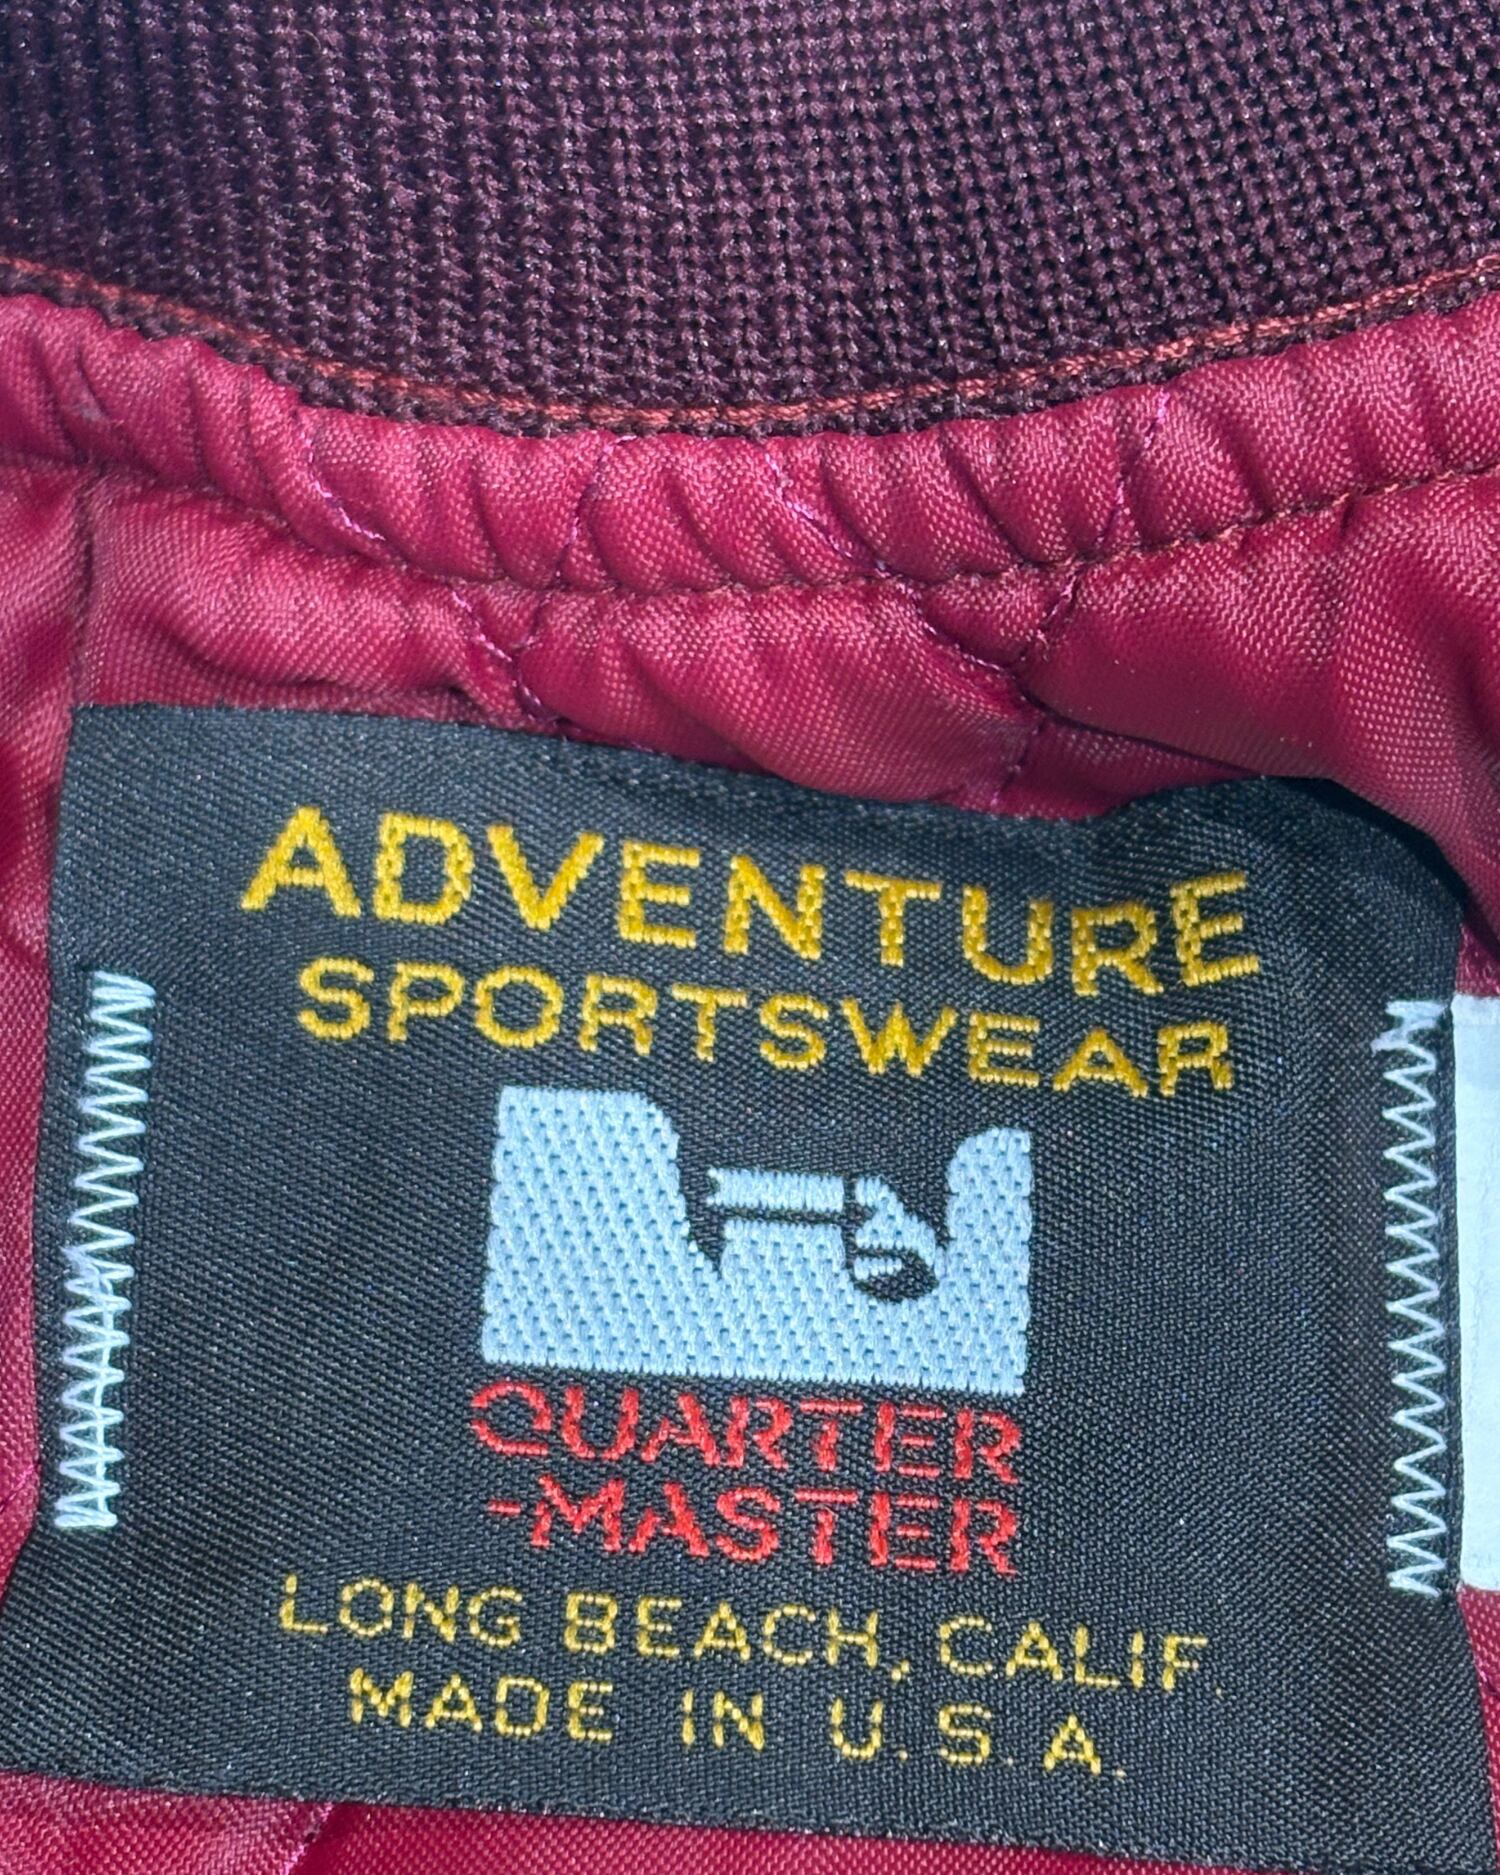 ADVENTURE
SPORTSWEAR
QUARTER
-MASTER
LONG BEACH, CALIF.
MADE IN U.S.A.